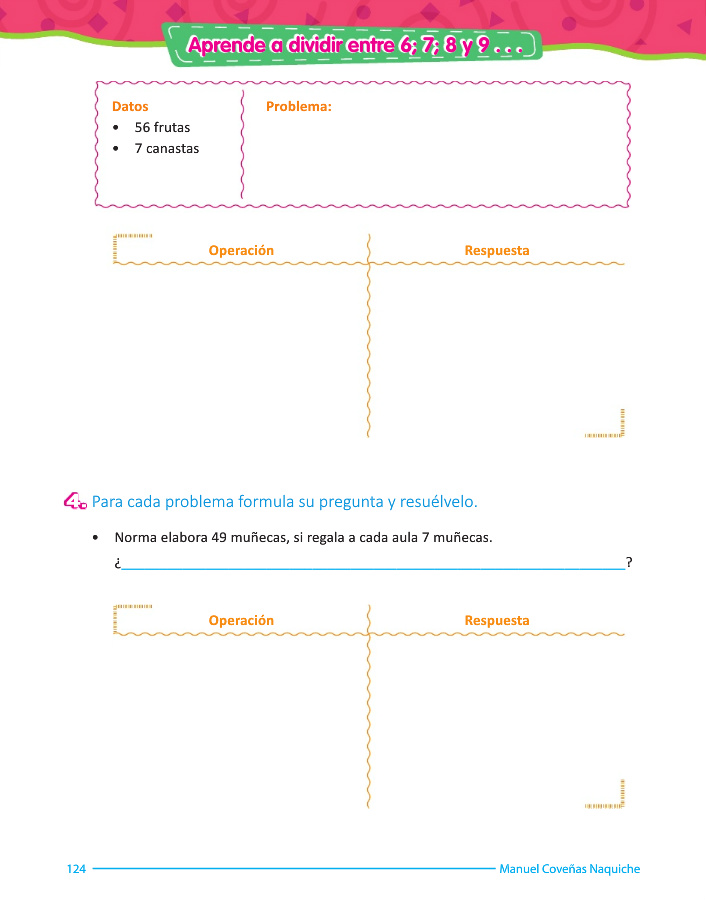 Aprende a dividir entre 6; 7; 8 y 9 . . .
Datos
• 56 frutas
• 7 canastas
Problema:
Operación
Respuesta
4. Para cada problema formula su pregunta y resuélvelo.
• Norma elabora 49 muñecas, si regala a cada aula 7 muñecas.
¿______________________________?
Operación
Respuesta
124
Manuel Coveñas Naquiche